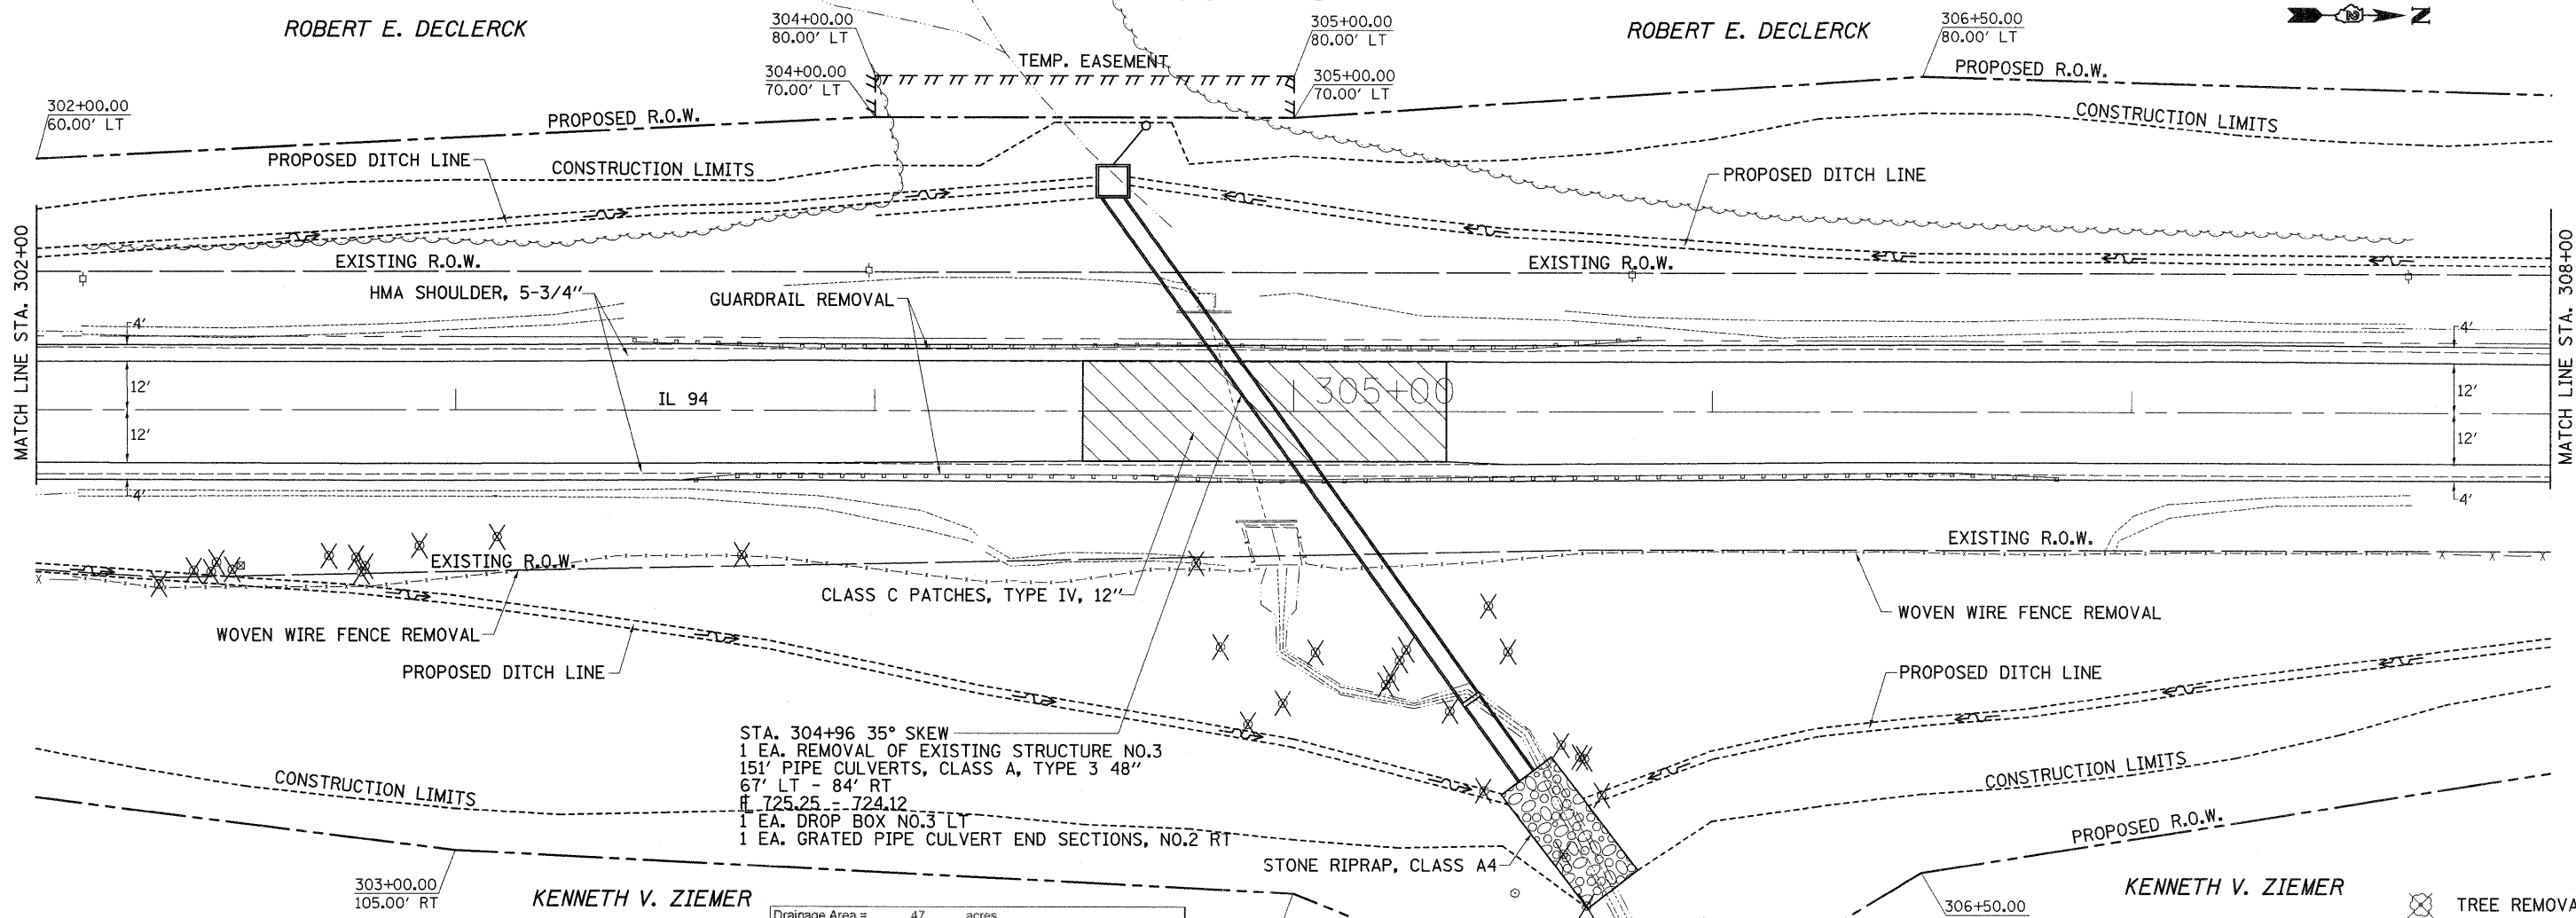 ROBERT E. DECLERCK
304+00.00
80.00' LT
305+00.00
80.00' LT
ROBERT E. DECLERCK
306+50.00
80.00' LT
N
TEMP. EASEMENT
304+00.00
70.00' LT
305+00.00
70.00' LT
PROPOSED R.O.W.
302+00.00
60.00' LT
PROPOSED R.O.W.
CONSTRUCTION LIMITS
PROPOSED DITCH LINE
CONSTRUCTION LIMITS
PROPOSED DITCH LINE
MATCH LINE STA. 302+00
MATCH LINE STA. 308+00
EXISTING R.O.W.
EXISTING R.O.W.
HMA SHOULDER, 5-3/4"
GUARDRAIL REMOVAL
4'
4'
12'
IL 94
305+00
12'
12'
12'
4'
4'
EXISTING R.O.W.
EXISTING R.O.W.
CLASS C PATCHES, TYPE IV, 12"
WOVEN WIRE FENCE REMOVAL
WOVEN WIRE FENCE REMOVAL
PROPOSED DITCH LINE
PROPOSED DITCH LINE
STA. 304+96 35° SKEW
1 EA. REMOVAL OF EXISTING STRUCTURE NO.3
151' PIPE CULVERTS, CLASS A, TYPE 3 48"
67' LT - 84' RT
725.25 - 724.12
1 EA. DROP BOX NO.3 LT
1 EA. GRATED PIPE CULVERT END SECTIONS, NO.2 RT
CONSTRUCTION LIMITS
CONSTRUCTION LIMITS
PROPOSED R.O.W.
STONE RIPRAP, CLASS A4
303+00.00
105.00' RT
KENNETH V. ZIEMER
KENNETH V. ZIEMER
306+50.00
TREE REMOVA
Drainage Area = 47 acres